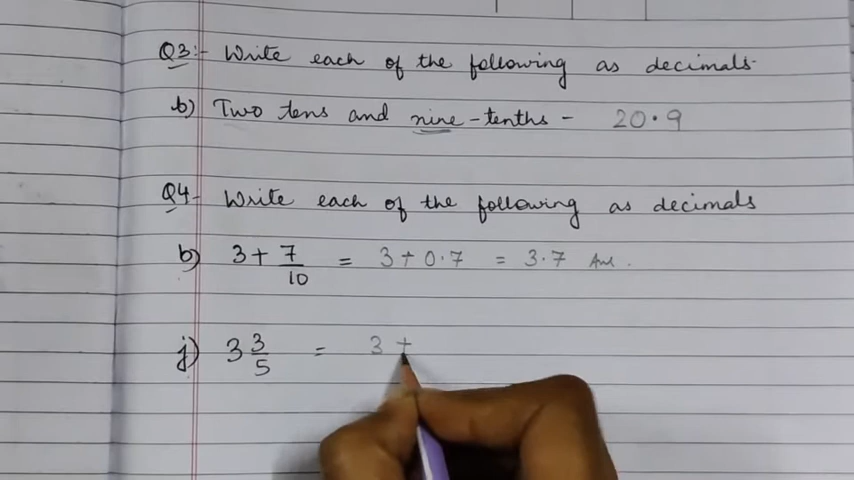 Q3:- Write each of the following as decimals-
b) Two tens and nine-tenths - 20.9
Q4- Write each of the following as decimals
b) 3 + 7/10 = 3 + 0.7 = 3.7 Ans.
j) 3 3/5 = 3 +